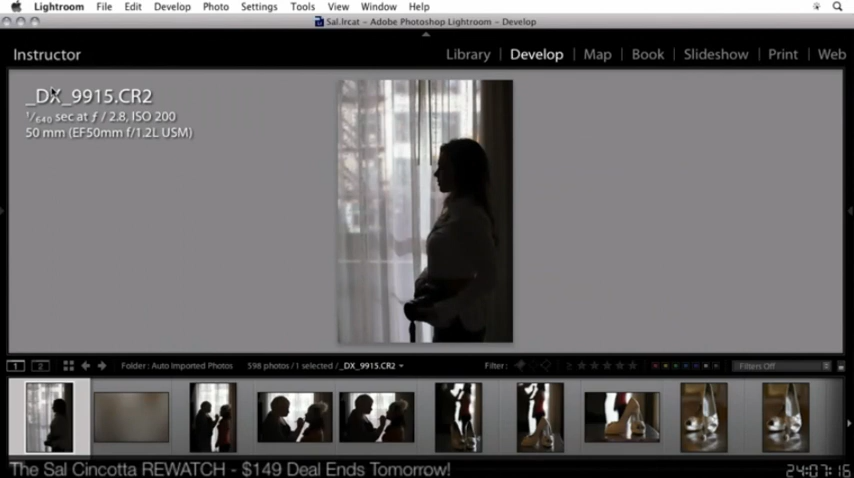 Lightroom File Edit Develop Photo Settings Tools View Window Help
Sal.lrcat – Adobe Photoshop Lightroom – Develop
Instructor
Library | Develop | Map | Book | Slideshow | Print | Web
_DX_9915.CR2
1/640 sec at ƒ / 2.8, ISO 200
50 mm (EF50mm f/1.2L USM)
1 2 Folder : Auto Imported Photos 598 photos / 1 selected / _DX_9915.CR2 Filter : Filters Off
The Sal Cincotta REWATCH - $149 Deal Ends Tomorrow! 24:07:16